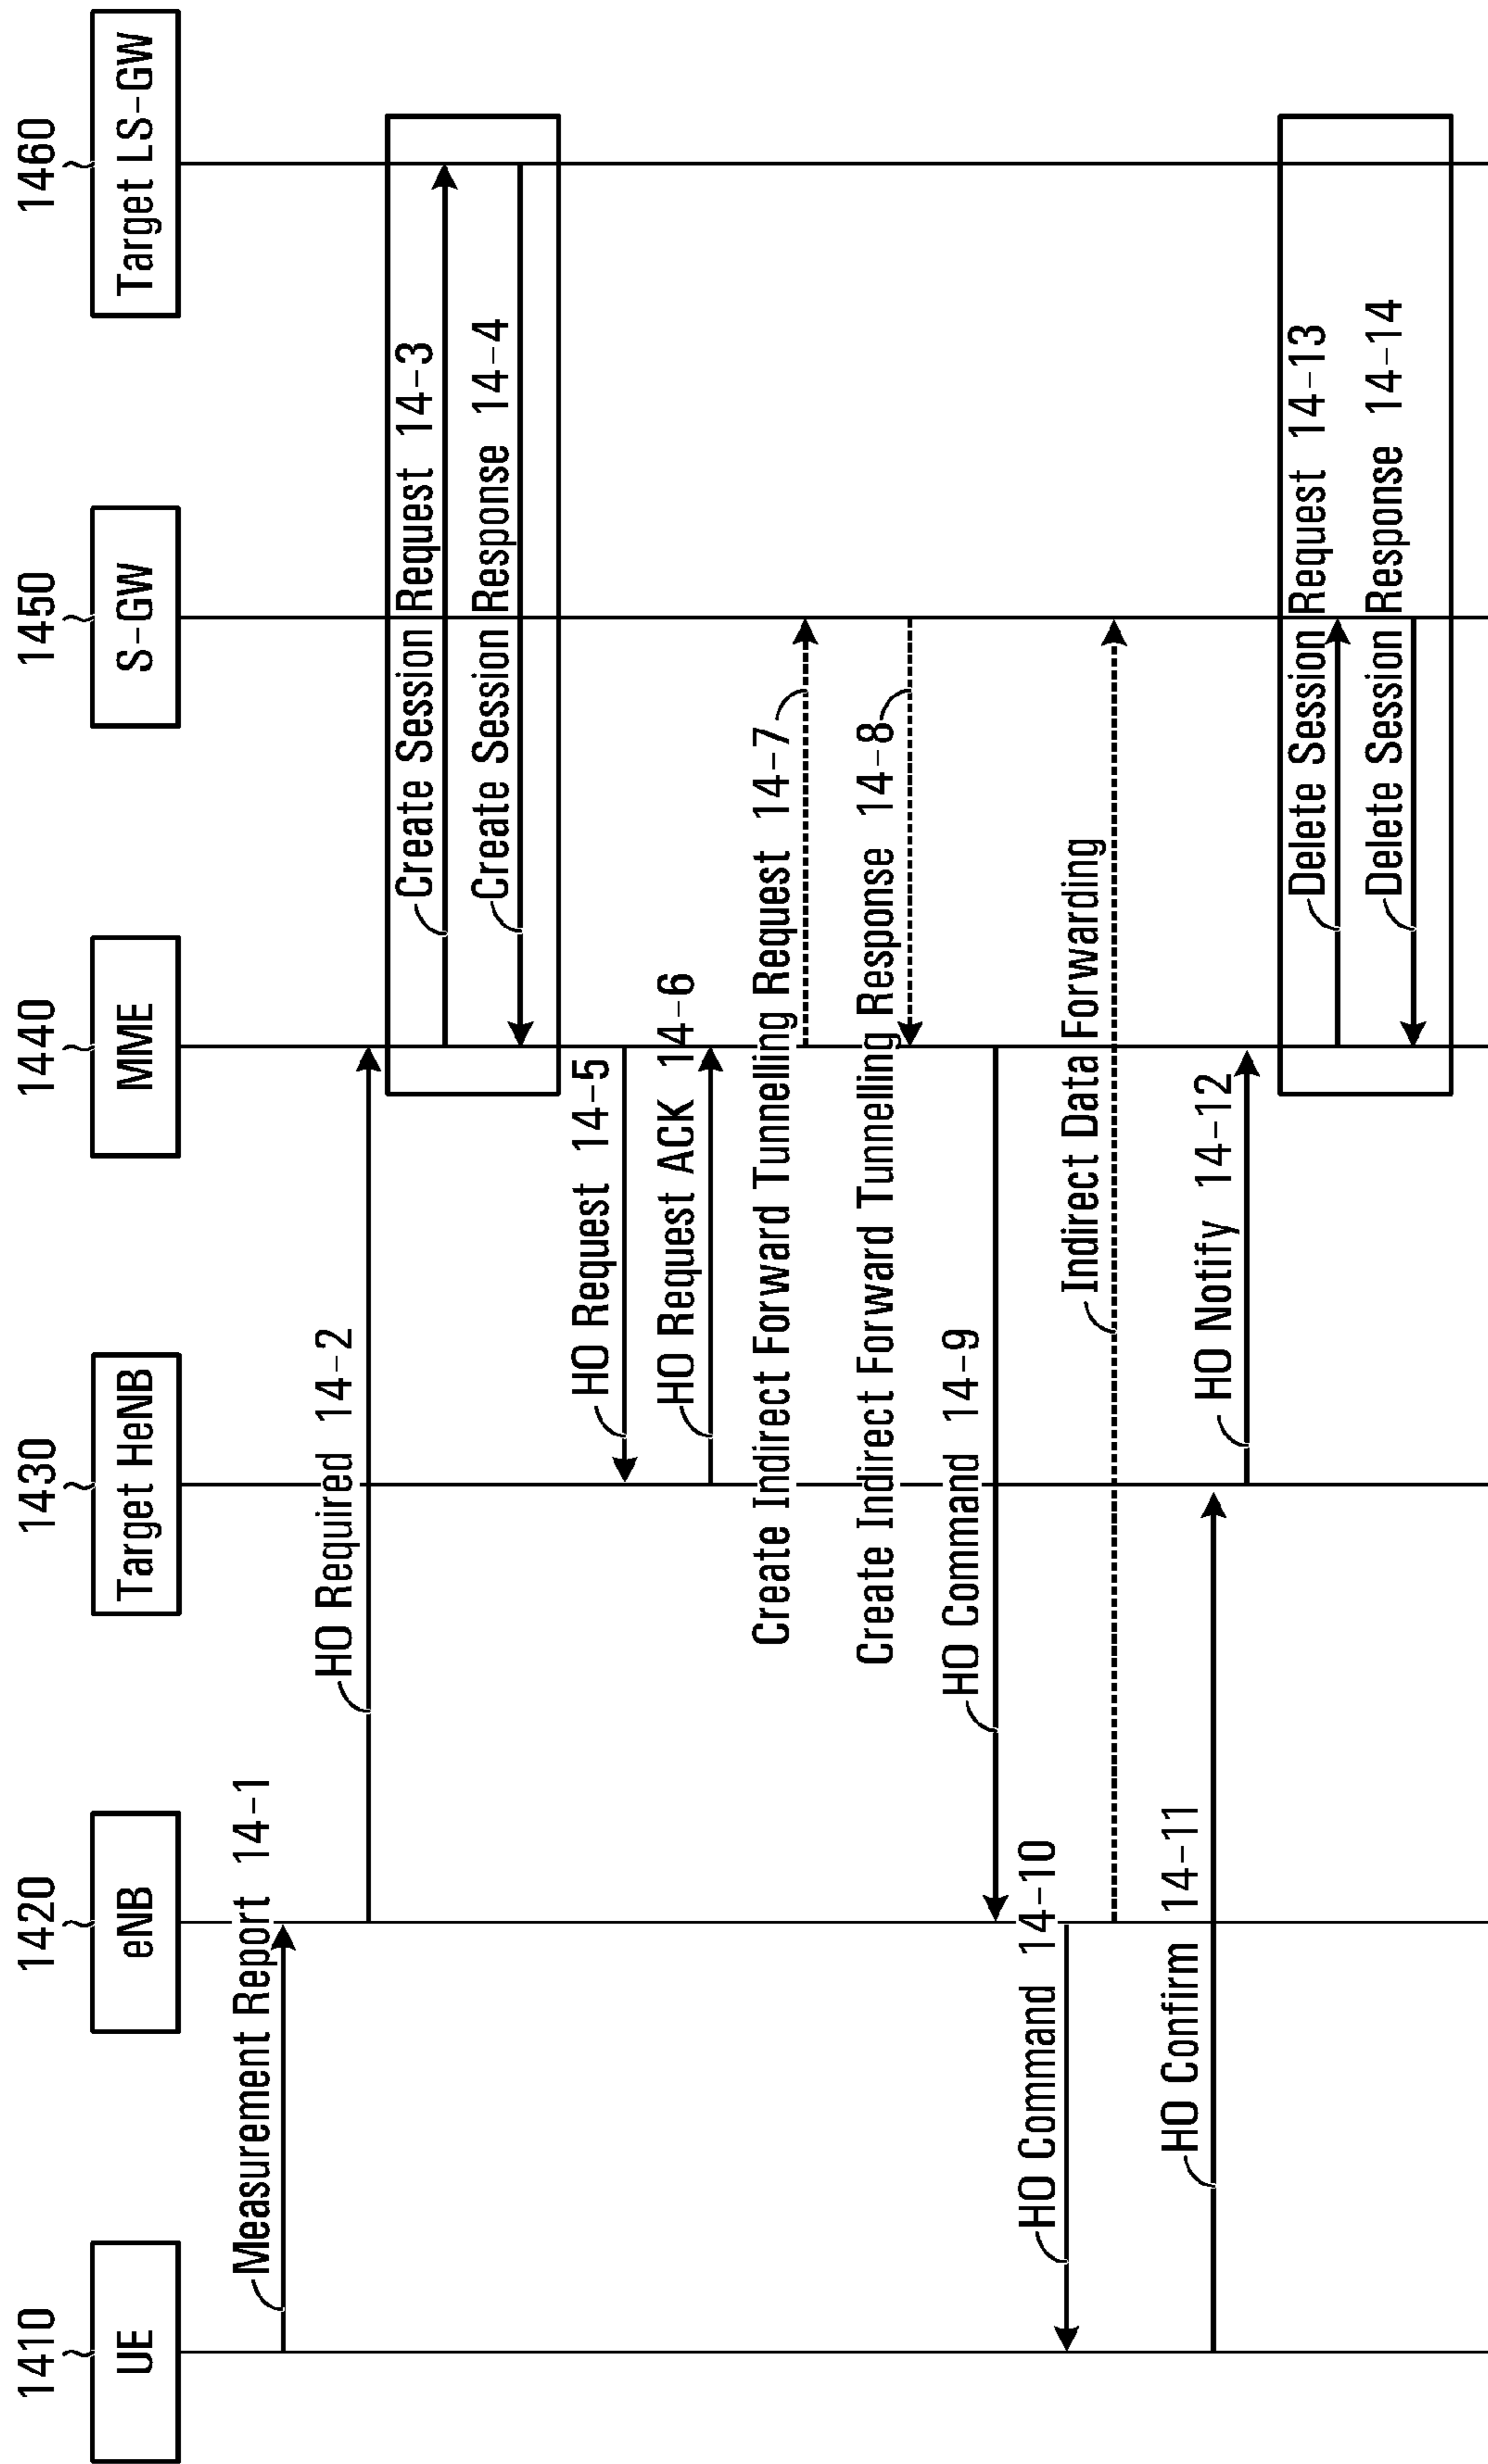 1410
1420
1430
1440
1450
1460
UE
eNB
Target HeNB
MME
S-GW
Target LS-GW
Measurement Report 14-1
HO Required 14-2
Create Session Request 14-3
Create Session Response 14-4
HO Request 14-5
HO Request ACK 14-6
Create Indirect Forward Tunnelling Request 14-7
Create Indirect Forward Tunnelling Response 14-8
HO Command 14-9
HO Command 14-10
Indirect Data Forwarding
HO Confirm 14-11
HO Notify 14-12
Delete Session Request 14-13
Delete Session Response 14-14